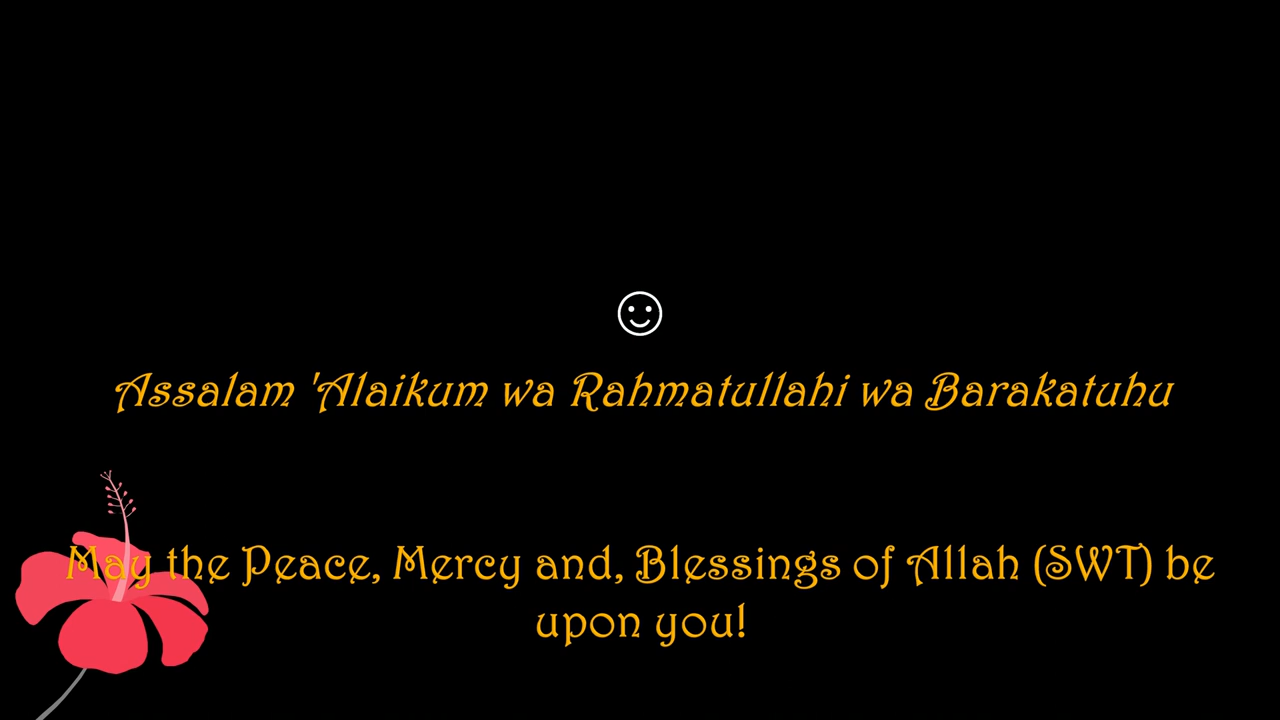 ☺
Assalam 'Alaikum wa Rahmatullahi wa Barakatuhu
May the Peace, Mercy and, Blessings of Allah (SWT) be
upon you!